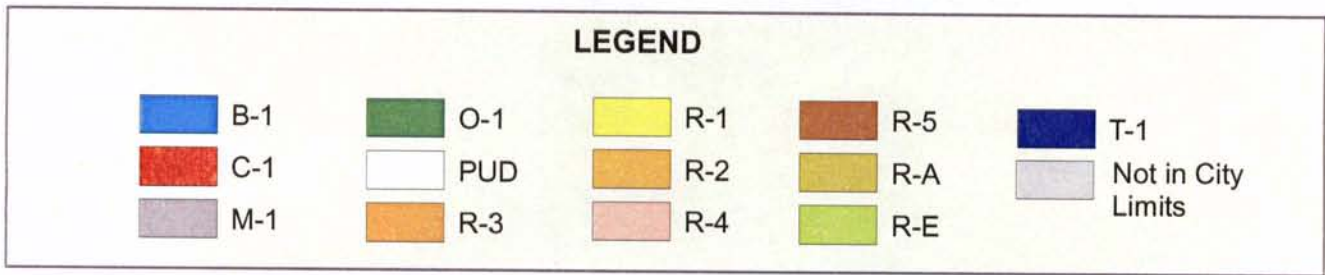 LEGEND
B-1
C-1
M-1
O-1
PUD
R-3
R-1
R-2
R-4
R-5
R-A
R-E
T-1
Not in City
Limits